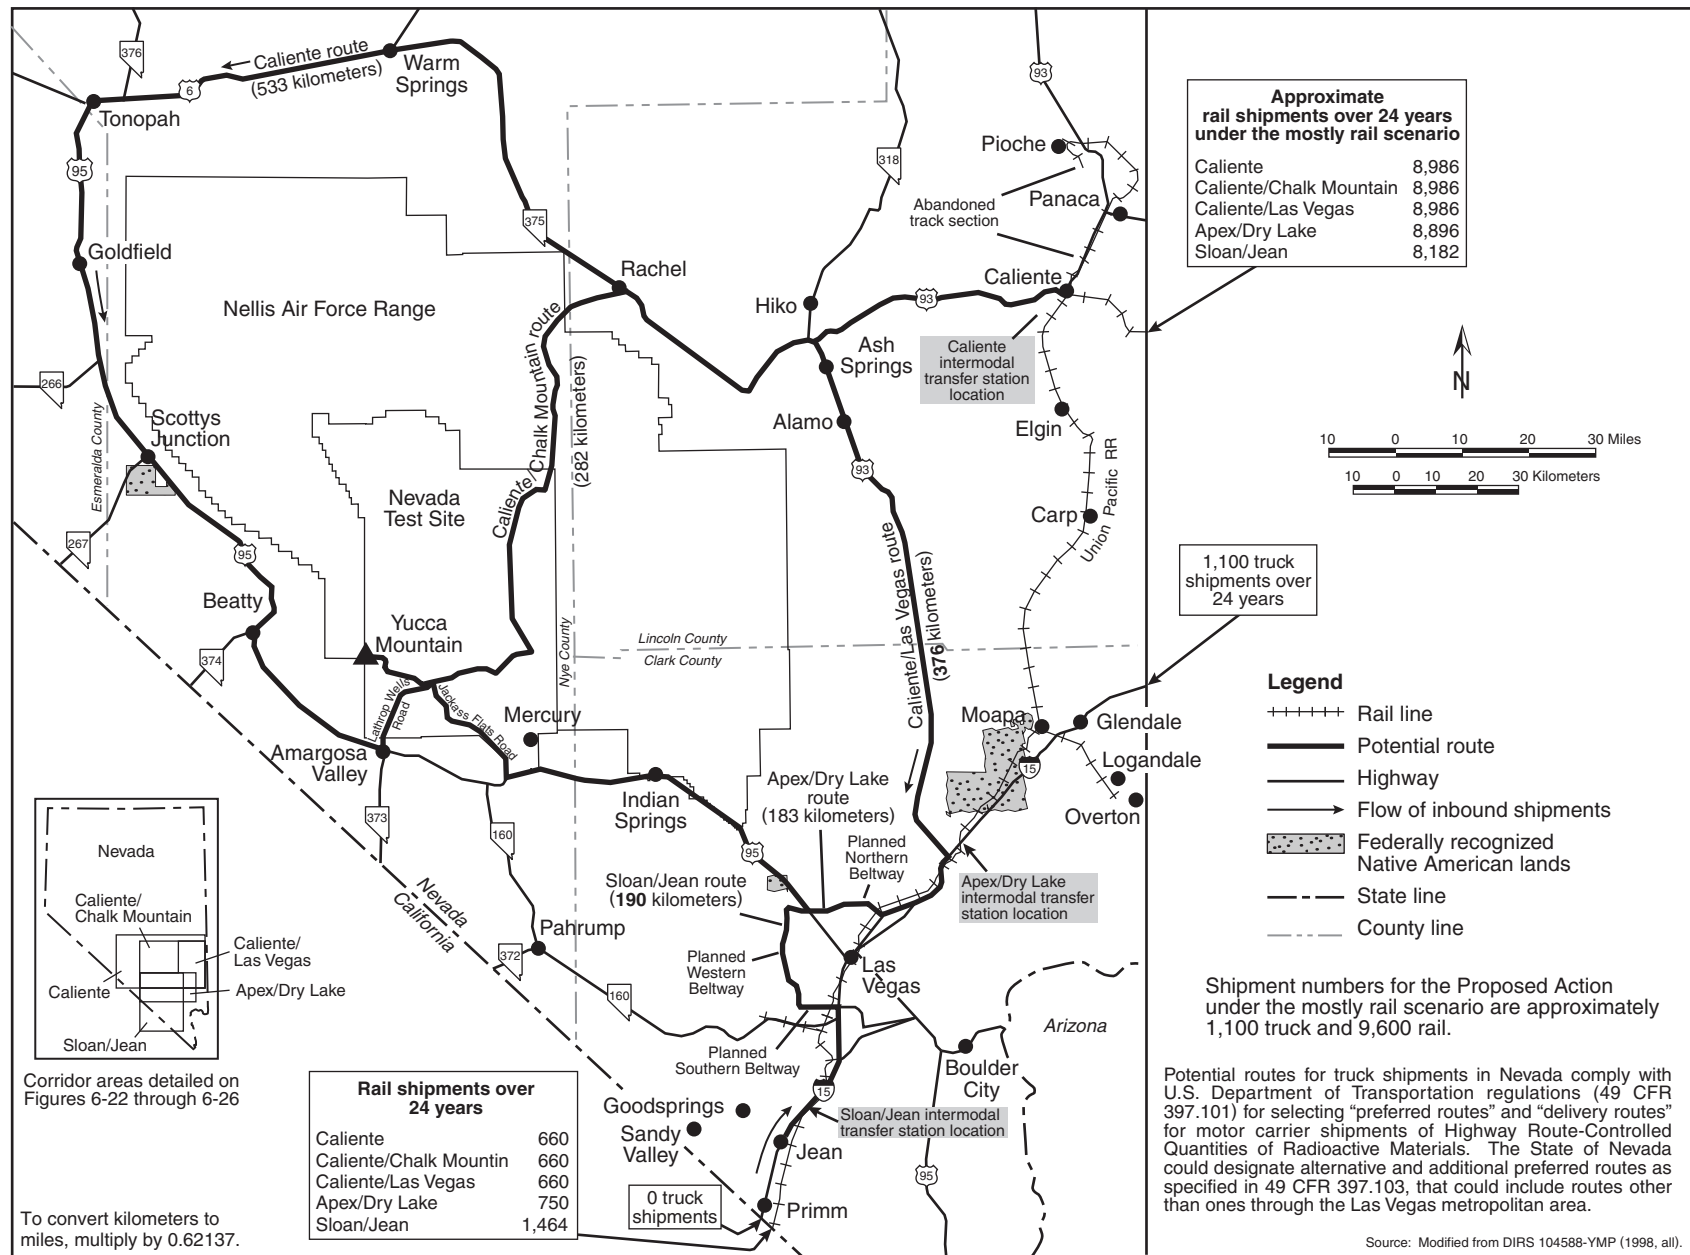 376
Caliente route
(533 kilometers)
Warm
Springs
6
Tonopah
95
93
318
Pioche
Panaca
Abandoned
track section
Approximate
rail shipments over 24 years
under the mostly rail scenario
Caliente 8,986
Caliente/Chalk Mountain 8,986
Caliente/Las Vegas 8,986
Apex/Dry Lake 8,896
Sloan/Jean 8,182
375
Goldfield
Rachel
Caliente
93
Hiko
Nellis Air Force Range
Ash
Springs
Caliente
intermodal
transfer station
location
N
266
Esmeralda County
Scottys
Junction
Caliente/Chalk Mountain route
(282 kilometers)
Alamo
Elgin
10 0 10 20 30 Miles
10 0 10 20 30 Kilometers
93
Union Pacific RR
Nevada
Test Site
Carp
267
95
1,100 truck
shipments over
24 years
Caliente/Las Vegas route
(376 kilometers)
Beatty
Yucca
Mountain
374
Nye County
Lincoln County
Clark County
Lathrop Wells
Road
Jackass Flats Road
Mercury
Moapa
Glendale
Logandale
15
Overton
Amargosa
Valley
Indian
Springs
Apex/Dry Lake
route
(183 kilometers)
373
160
95
Planned
Northern
Beltway
Legend
Rail line
Potential route
Highway
Flow of inbound shipments
Federally recognized
Native American lands
State line
County line
Nevada
California
Sloan/Jean route
(190 kilometers)
Apex/Dry Lake
intermodal transfer
station location
Pahrump
372
160
Planned
Western
Beltway
Las
Vegas
Nevada
Caliente/
Chalk Mountain
Caliente/
Las Vegas
Caliente
Apex/Dry Lake
Sloan/Jean
Corridor areas detailed on
Figures 6-22 through 6-26
Arizona
Planned
Southern Beltway
Boulder
City
15
Goodsprings
Sandy
Valley
Sloan/Jean intermodal
transfer station location
Jean
95
0 truck
shipments
Primm
Rail shipments over
24 years
Caliente 660
Caliente/Chalk Mountin 660
Caliente/Las Vegas 660
Apex/Dry Lake 750
Sloan/Jean 1,464
To convert kilometers to
miles, multiply by 0.62137.
Shipment numbers for the Proposed Action
under the mostly rail scenario are approximately
1,100 truck and 9,600 rail.
Potential routes for truck shipments in Nevada comply with
U.S. Department of Transportation regulations (49 CFR
397.101) for selecting “preferred routes” and “delivery routes”
for motor carrier shipments of Highway Route-Controlled
Quantities of Radioactive Materials. The State of Nevada
could designate alternative and additional preferred routes as
specified in 49 CFR 397.103, that could include routes other
than ones through the Las Vegas metropolitan area.
Source: Modified from DIRS 104588-YMP (1998, all).